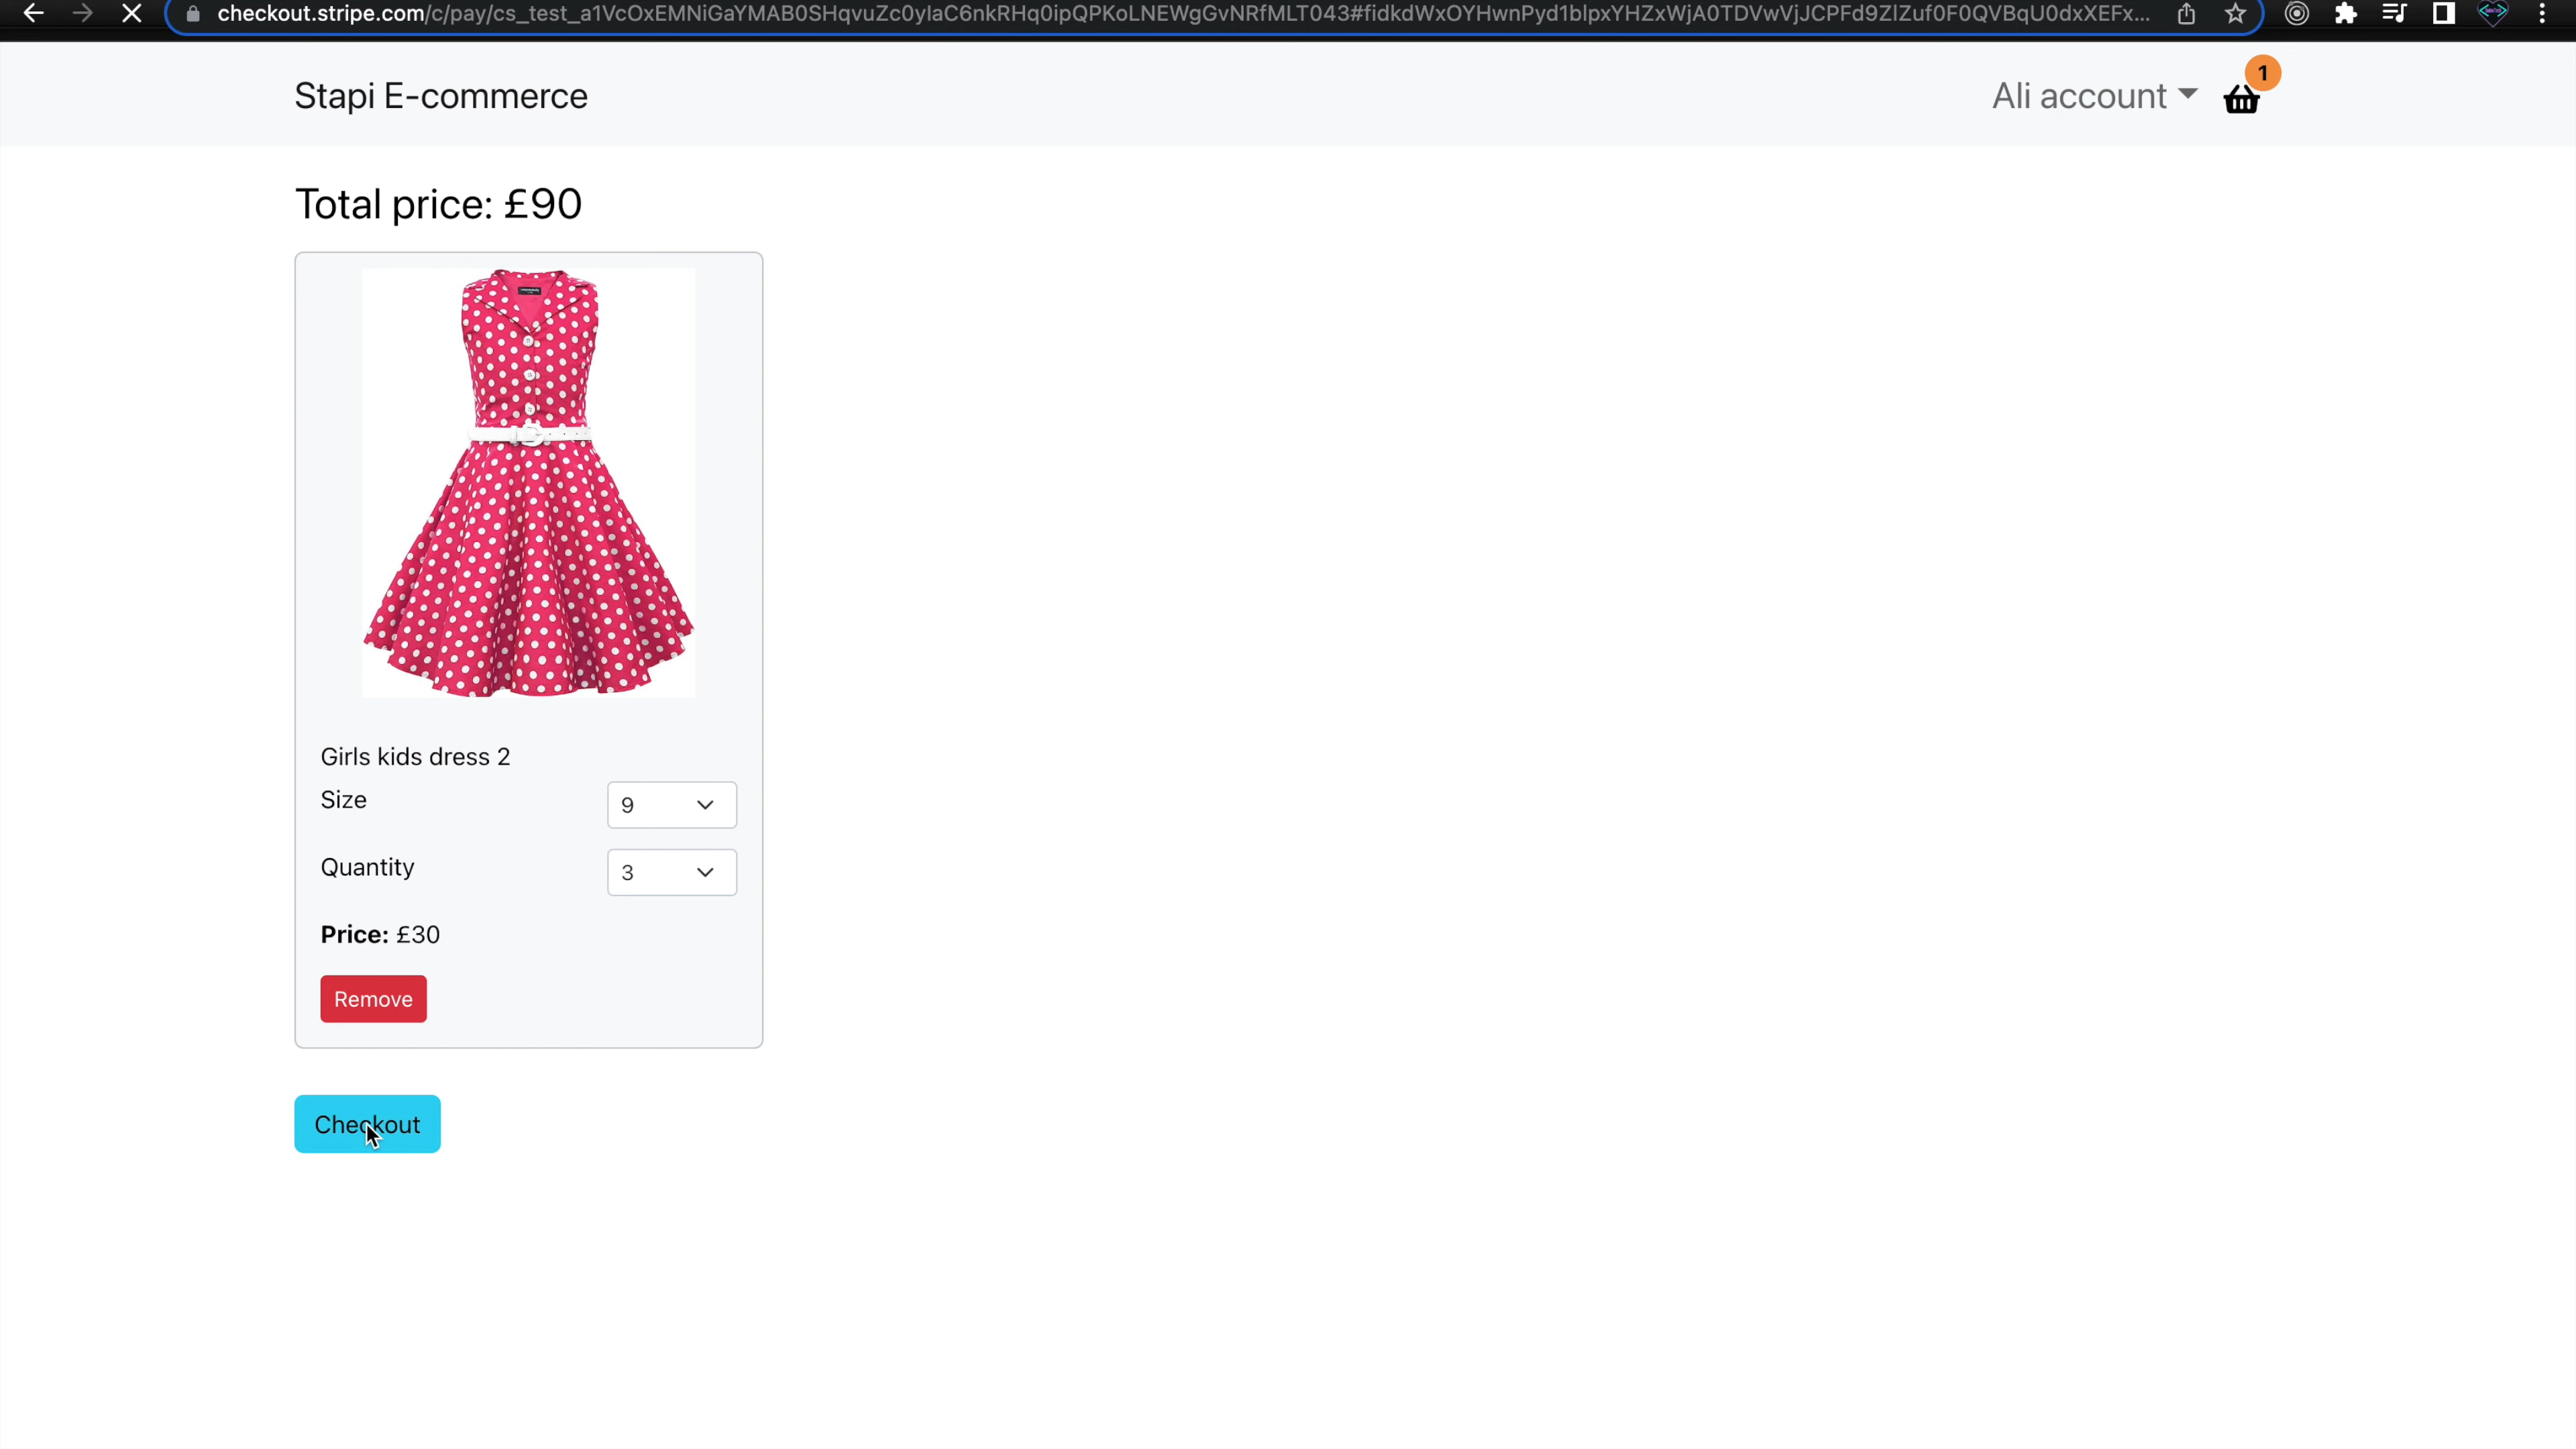 checkout.stripe.com/c/pay/cs_test_a1VcOxEMNiGaYMAB0SHqvuZc0ylaC6nkRHq0ipQPKoLNEWgGvNRfMLT043#fidkdWxOYHwnPyd1blpxYHZxWjA0TDVwVjJCPFd9ZlZuf0F0QVBqU0dxXEFx...
Stapi E-commerce
Ali account
1
Total price: £90
Girls kids dress 2
Size
9
Quantity
3
Price: £30
Remove
Checkout